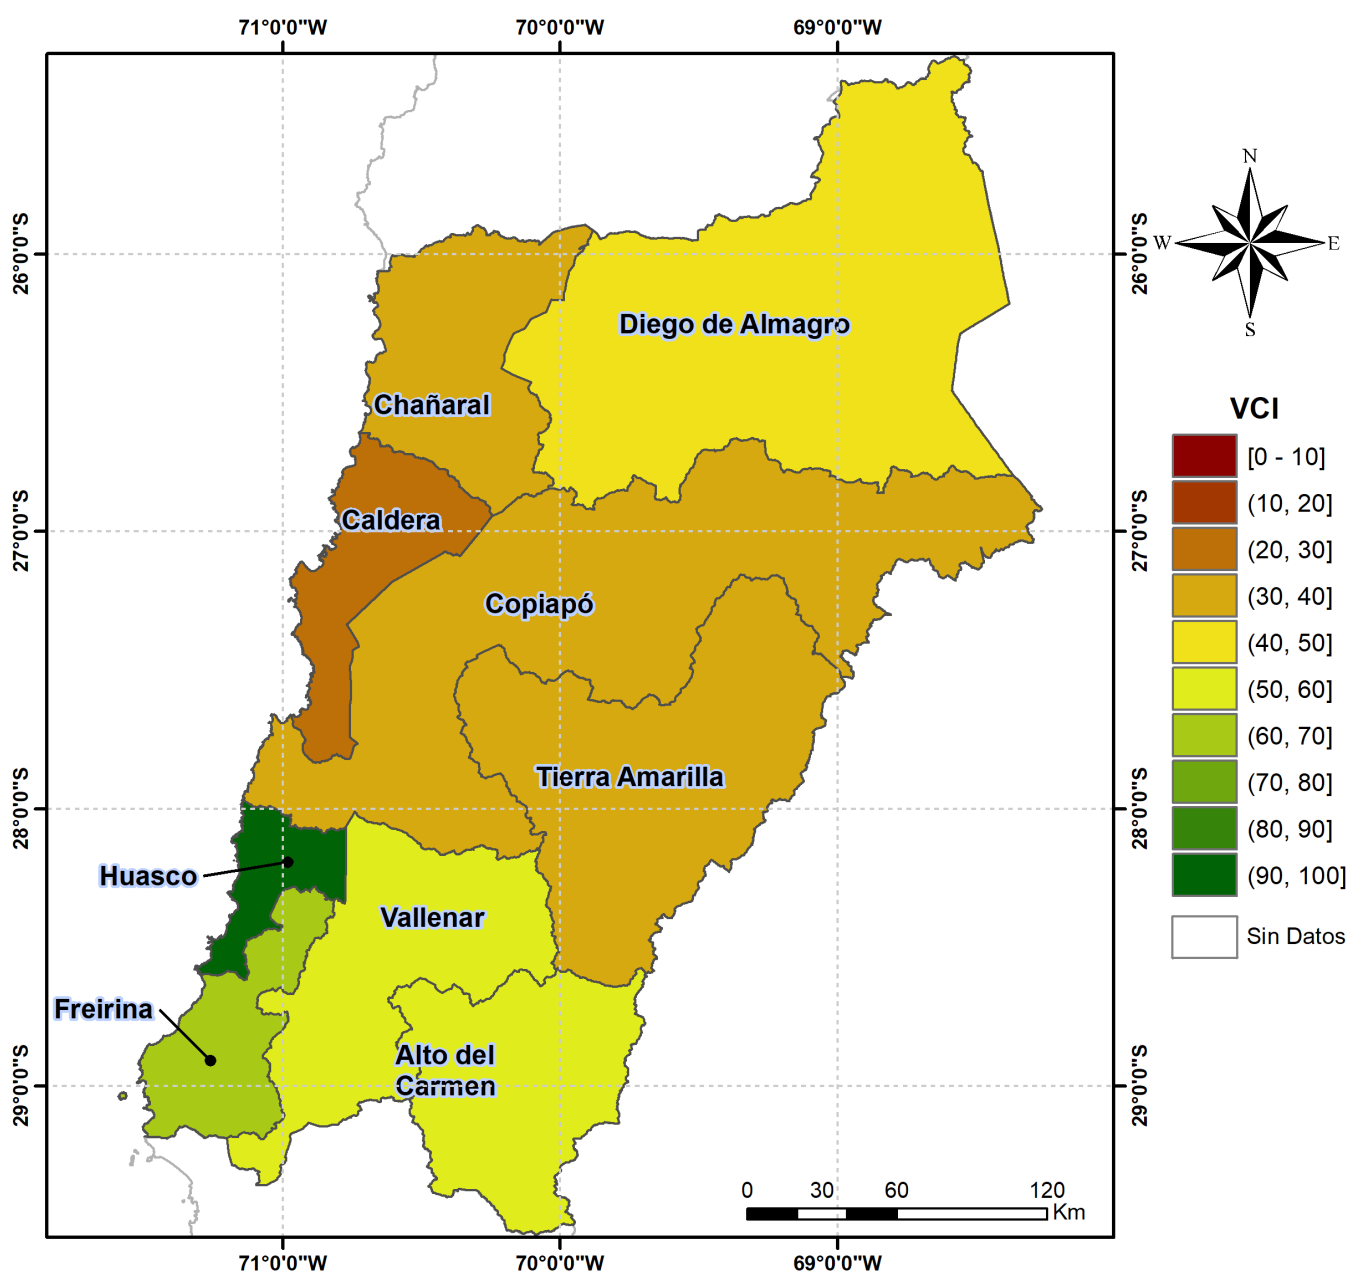 71°0'0"W 70°0'0"W 69°0'0"W
26°0'0"S
27°0'0"S
28°0'0"S
29°0'0"S
Diego de Almagro
Chañaral
Caldera
Copiapó
Tierra Amarilla
Huasco
Vallenar
Freirina
Alto del
Carmen
0 30 60 120
Km
26°0'0"S
27°0'0"S
28°0'0"S
29°0'0"S
71°0'0"W 70°0'0"W 69°0'0"W
N
W E
S
VCI
[0 - 10]
(10, 20]
(20, 30]
(30, 40]
(40, 50]
(50, 60]
(60, 70]
(70, 80]
(80, 90]
(90, 100]
Sin Datos